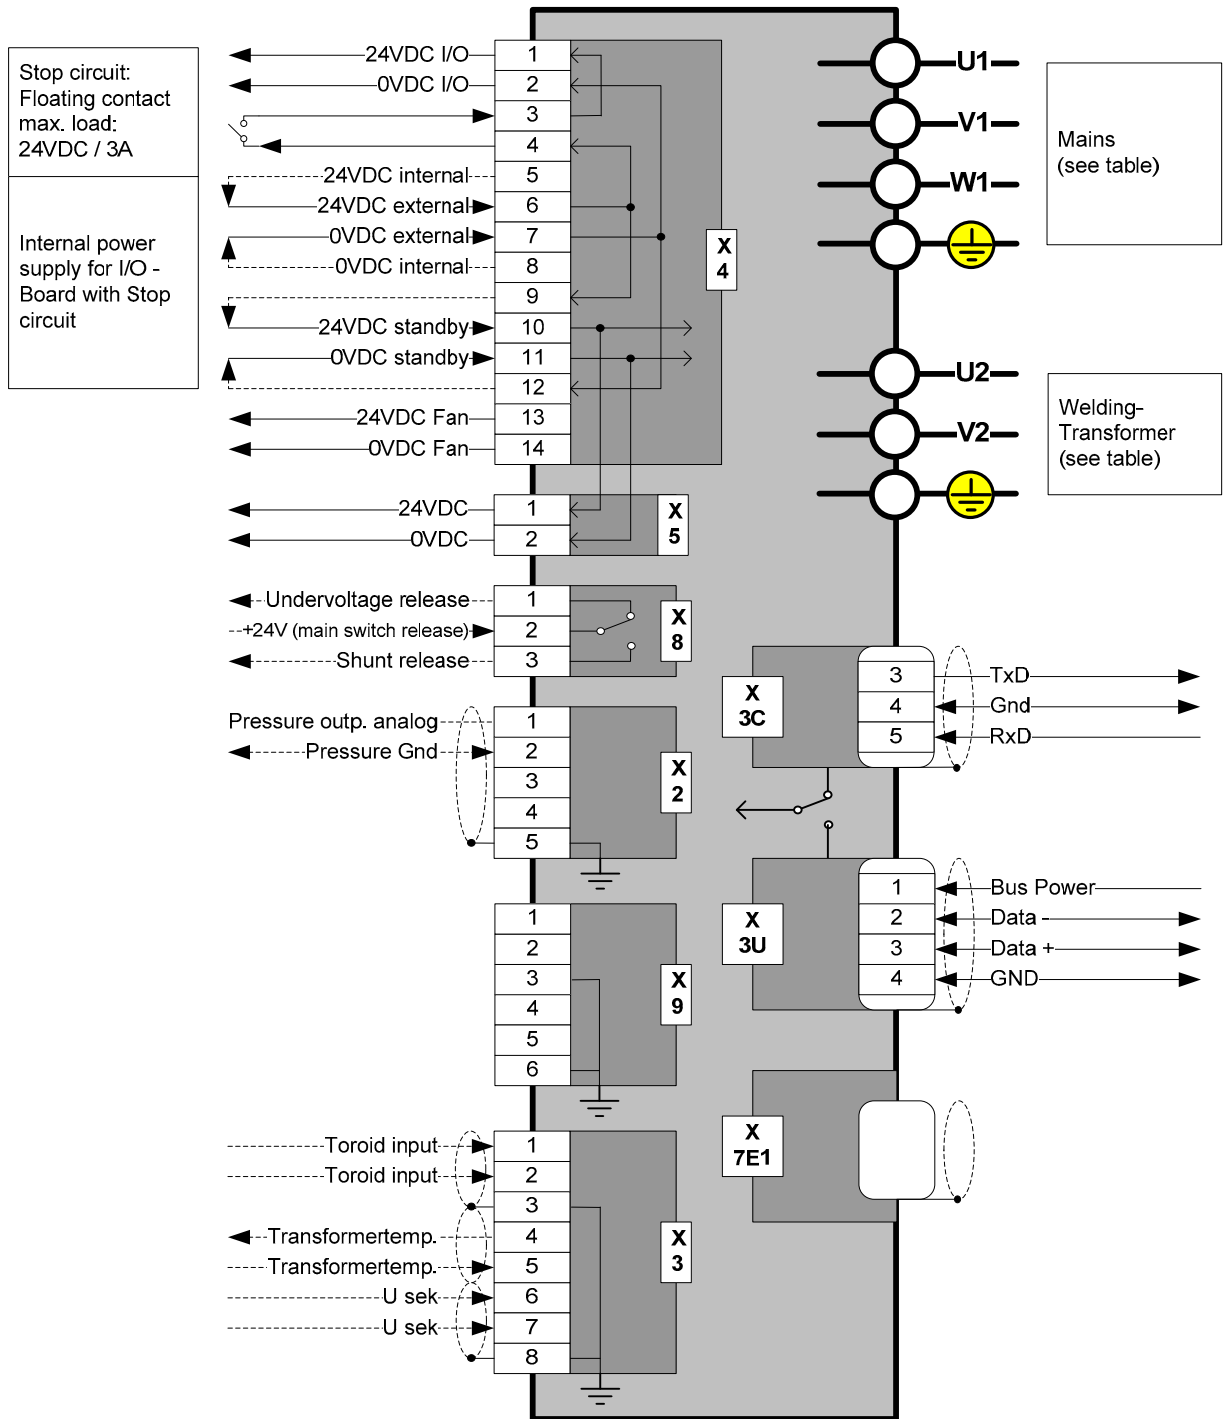 Stop circuit:
Floating contact
max. load:
24VDC / 3A
Internal power
supply for I/O -
Board with Stop
circuit
24VDC I/O 1
0VDC I/O 2
3
4
24VDC internal 5
24VDC external 6
0VDC external 7
0VDC internal 8
9
24VDC standby 10
0VDC standby 11
12
24VDC Fan 13
0VDC Fan 14
X
4
24VDC 1
0VDC 2
X
5
Undervoltage release 1
+24V (main switch release) 2
Shunt release 3
X
8
Pressure outp. analog 1
Pressure Gnd 2
3
4
5
X
2
1
2
3
4
5
6
X
9
Toroid input 1
Toroid input 2
3
Transformertemp. 4
Transformertemp. 5
U sek 6
U sek 7
8
X
3
U1
V1
W1
Mains
(see table)
U2
V2
Welding-
Transformer
(see table)
X
3C
3 TxD
4 Gnd
5 RxD
X
3U
1 Bus Power
2 Data -
3 Data +
4 GND
X
7E1